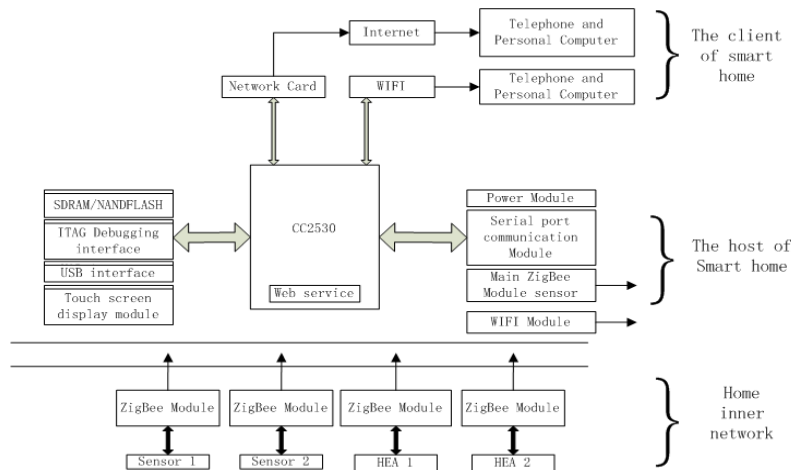 Internet
Telephone and
Personal Computer
The client
of smart
home
Network Card
WIFI
Telephone and
Personal Computer
SDRAM/NANDFLASH
ITAG Debugging
interface
USB interface
Touch screen
display module
CC2530
Web service
Power Module
Serial port
communication
Module
Main ZigBee
Module sensor
WIFI Module
The host of
Smart home
ZigBee Module
ZigBee Module
ZigBee Module
ZigBee Module
Sensor 1
Sensor 2
HEA 1
HEA 2
Home
inner
network